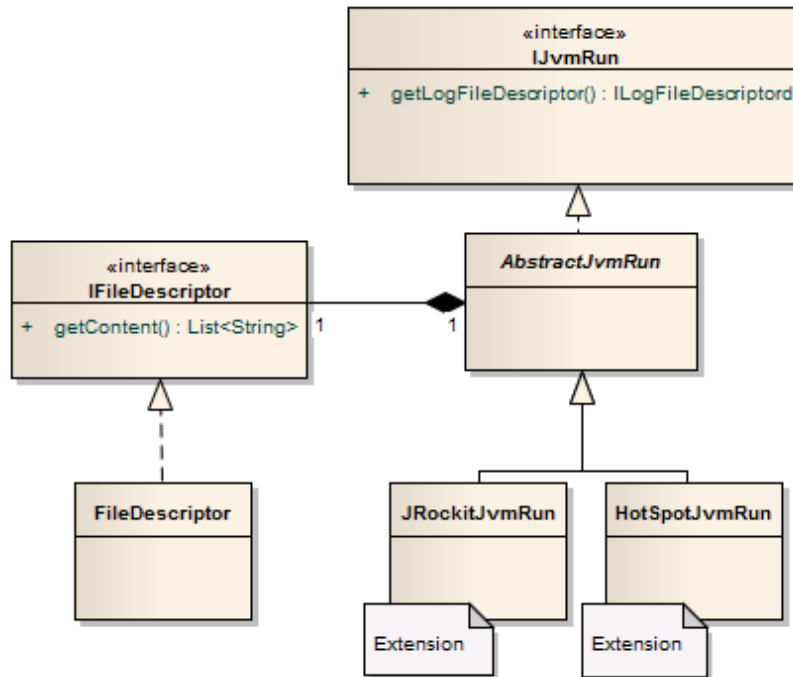 «interface»
IJvmRun
+ getLogFileDescriptor() : ILogFileDescriptord
«interface»
IFileDescriptor
+ getContent() : List<String>
1
1
AbstractJvmRun
FileDescriptor
JRockitJvmRun
HotSpotJvmRun
Extension
Extension